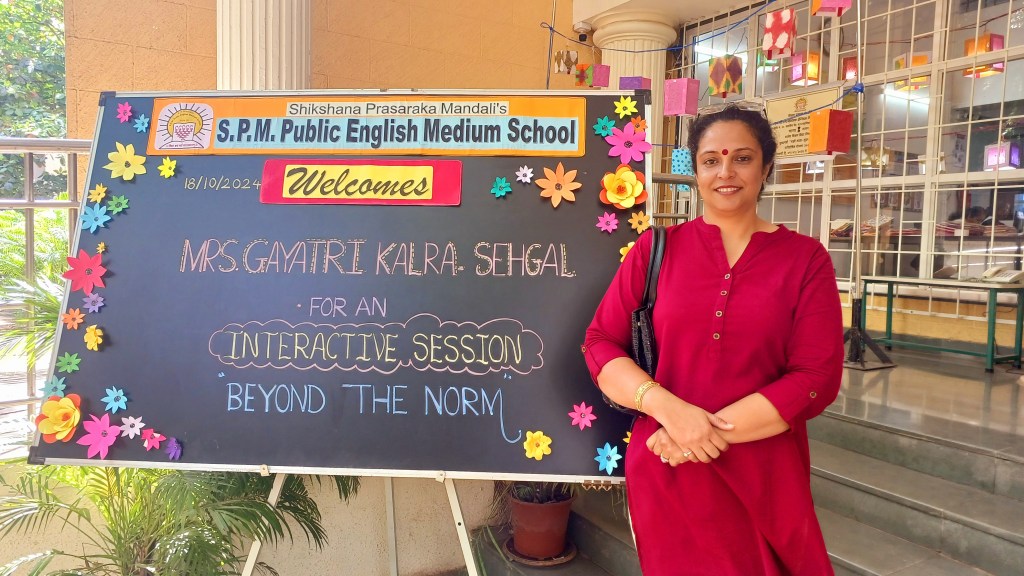 Shikshana Prasaraka Mandali's
S.P.M. Public English Medium School
18/10/2024
Welcomes
MRS. GAYATRI KALRA. SEHGAL
- FOR AN
INTERACTIVE SESSION
"BEYOND THE NORM"